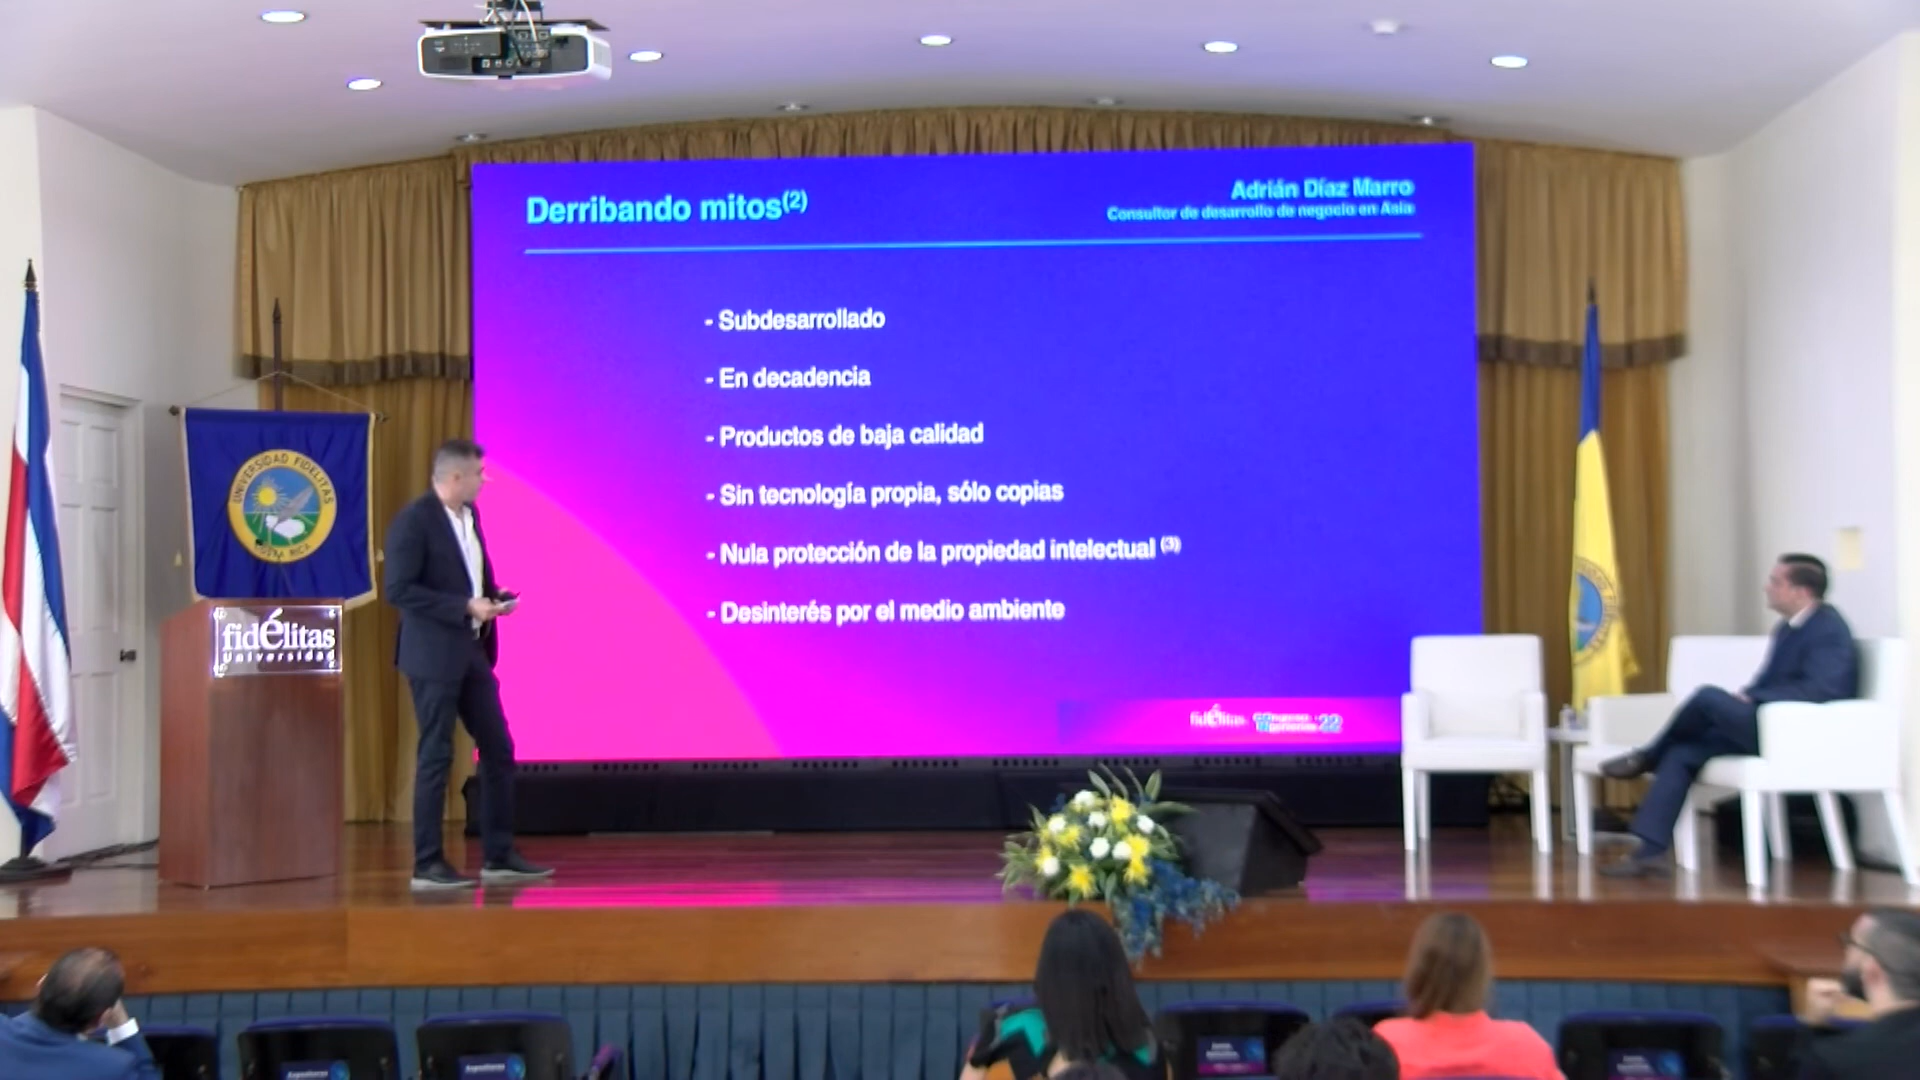 Derribando mitos(2)
Adrián Díaz Marro
Consultor de desarrollo de negocio en Asia
- Subdesarrollado
- En decadencia
- Productos de baja calidad
- Sin tecnología propia, sólo copias
- Nula protección de la propiedad intelectual (3)
- Desinterés por el medio ambiente
UNIVERSIDAD FIDELITAS
COSTA RICA
fidélitas
Universidad
fidélitas
22